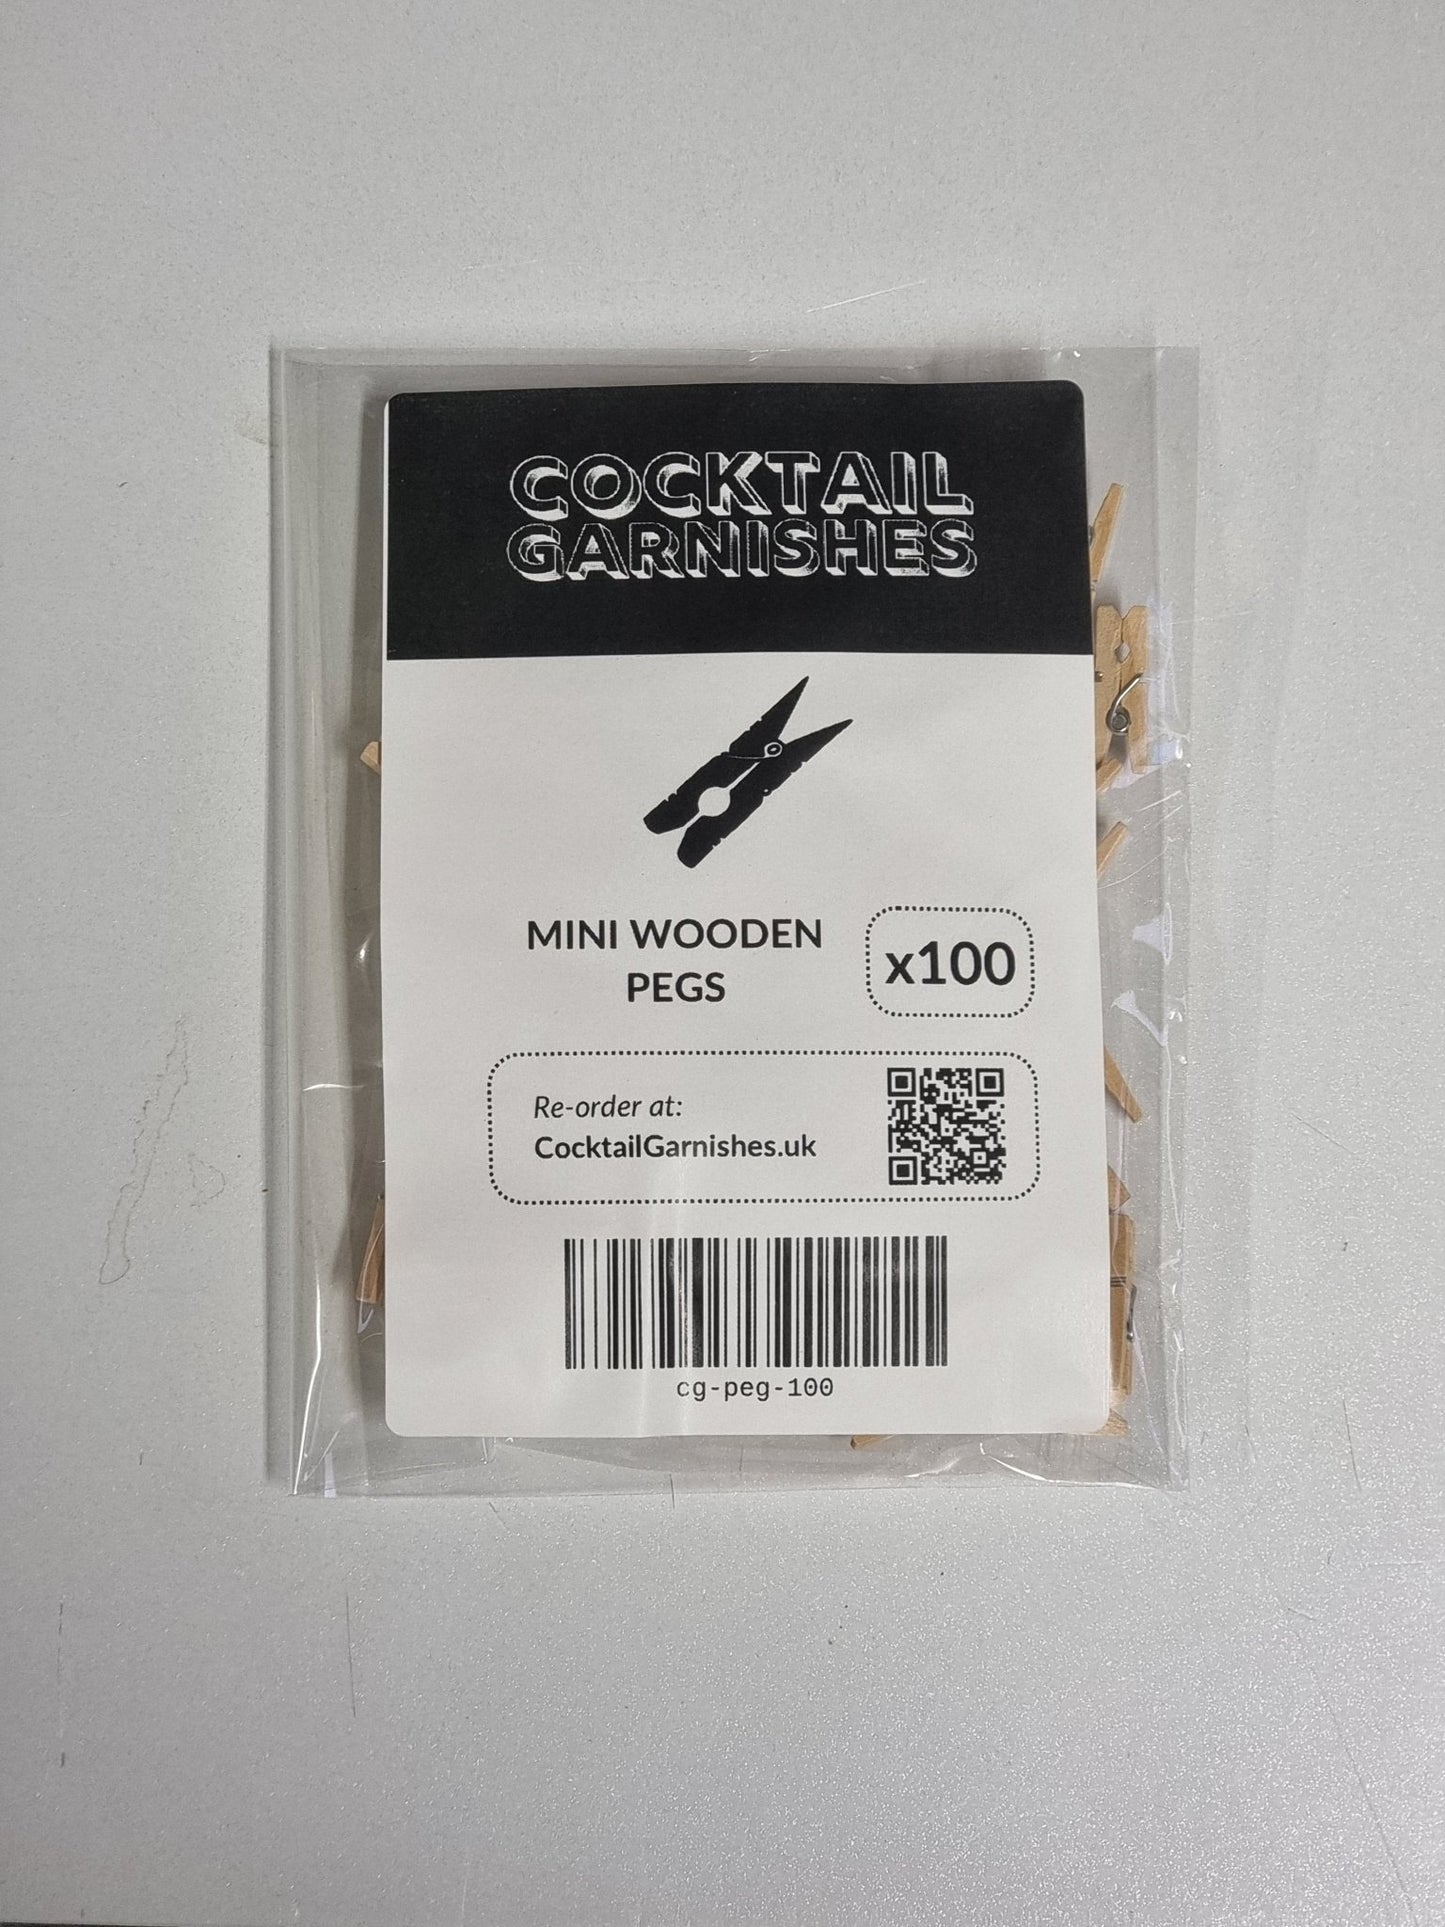 COCKTAIL
GARNISHES
MINI WOODEN
PEGS
x100
Re-order at:
CocktailGarnishes.uk
cg-peg-100